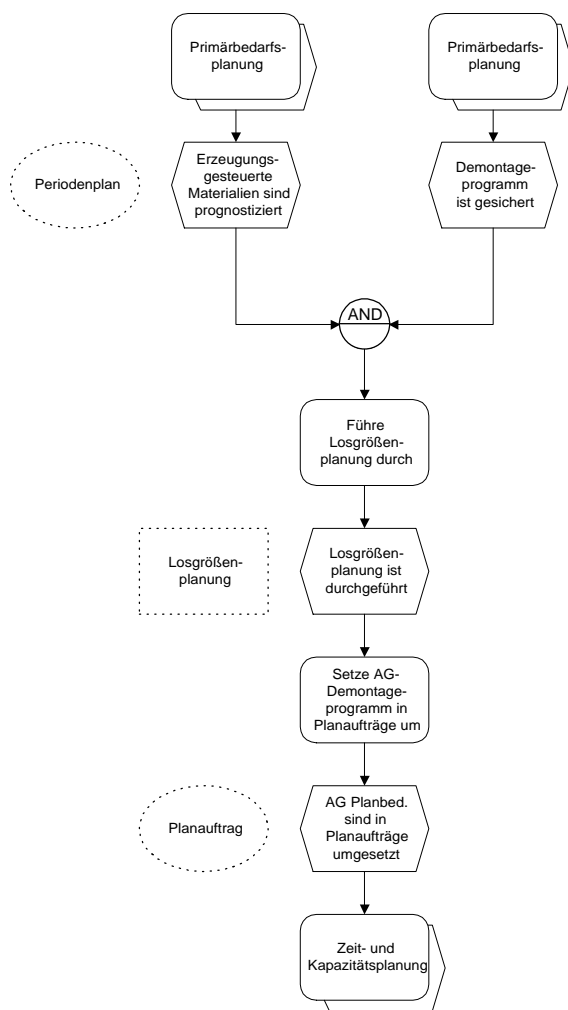 Primärbedarfs-
planung
Primärbedarfs-
planung
Periodenplan
Erzeugungs-
gesteuerte
Materialien sind
prognostiziert
Demontage-
programm
ist gesichert
AND
Führe
Losgrößen-
planung durch
Losgrößen-
planung
Losgrößen-
planung ist
durchgeführt
Setze AG-
Demontage-
programm in
Planaufträge um
Planauftrag
AG Planbed.
sind in
Planaufträge
umgesetzt
Zeit- und
Kapazitätsplanung